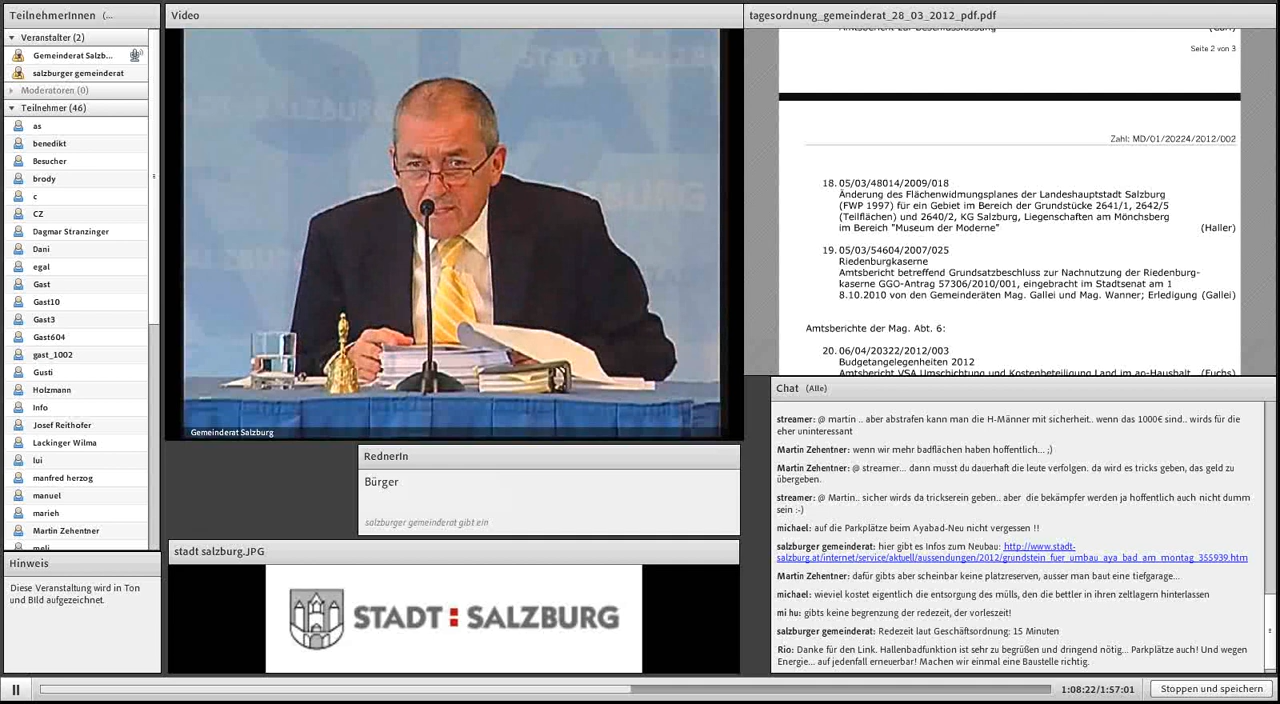 TeilnehmerInnen (...
Veranstalter (2)
Gemeinderat Salzb...
salzburger gemeinderat
Moderatoren (0)
Teilnehmer (46)
as
benedikt
Besucher
brody
c
CZ
Dagmar Stranzinger
Dani
egal
Gast
Gast10
Gast3
Gast604
gast_1002
Gusti
Holzmann
Info
Josef Reithofer
Lackinger Wilma
lui
manfred herzog
manuel
marieh
Martin Zehentner
meli
Hinweis
Diese Veranstaltung wird in Ton
und BIld aufgezeichnet.
Video
Gemeinderat Salzburg
RednerIn
Bürger
salzburger gemeinderat gibt ein
stadt salzburg.JPG
STADT:SALZBURG
tagesordnung_gemeinderat_28_03_2012_pdf.pdf
Amtsbericht zur Beschlussfassung (Carl)
Seite 2 von 3
Zahl: MD/01/20224/2012/002
18. 05/03/48014/2009/018
Änderung des Flächenwidmungsplanes der Landeshauptstadt Salzburg
(FWP 1997) für ein Gebiet im Bereich der Grundstücke 2641/1, 2642/5
(Teilflächen) und 2640/2, KG Salzburg, Liegenschaften am Mönchsberg
im Bereich "Museum der Moderne" (Haller)
19. 05/03/54604/2007/025
Riedenburgkaserne
Amtsbericht betreffend Grundsatzbeschluss zur Nachnutzung der Riedenburg-
kaserne GGO-Antrag 57306/2010/001, eingebracht im Stadtsenat am 1
8.10.2010 von den Gemeinderäten Mag. Gallei und Mag. Wanner; Erledigung (Gallei)
Amtsberichte der Mag. Abt. 6:
20. 06/04/20322/2012/003
Budgetangelegenheiten 2012
Amtsbericht VSA Umschichtung und Kostenbeteiligung Land im ao-Haushalt (Fuchs)
Chat (Alle)
streamer: @ martin .. aber abstrafen kann man die H-Männer mit sicherheit.. wenn das 1000€ sind.. wirds für die
eher uninteressant
Martin Zehentner: wenn wir mehr badflächen haben hoffentlich... ;)
Martin Zehentner: @ streamer... dann musst du dauerhaft die leute verfolgen. da wird es tricks geben, das geld zu
übergeben.
streamer: @ Martin.. sicher wirds da trickserein geben.. aber die bekämpfer werden ja hoffentlich auch nicht dumm
sein :-)
michael: auf die Parkplätze beim Ayabad-Neu nicht vergessen !!
salzburger gemeinderat: hier gibt es Infos zum Neubau: http://www.stadt-
salzburg.at/internet/service/aktuell/aussendungen/2012/grundstein_fuer_umbau_aya_bad_am_montag_355939.htm
Martin Zehentner: dafür gibts aber scheinbar keine platzreserven, ausser man baut eine tiefgarage...
michael: wieviel kostet eigentlich die entsorgung des mülls, den die bettler in ihren zeltlagern hinterlassen
mi hu: gibts keine begrenzung der redezeit, der vorleszeit!
salzburger gemeinderat: Redezeit laut Geschäftsordnung: 15 Minuten
Rio: Danke für den Link. Hallenbadfunktion ist sehr zu begrüßen und dringend nötig... Parkplätze auch! Und wegen
Energie... auf jedenfall erneuerbar! Machen wir einmal eine Baustelle richtig.
1:08:22/1:57:01
Stoppen und speichern